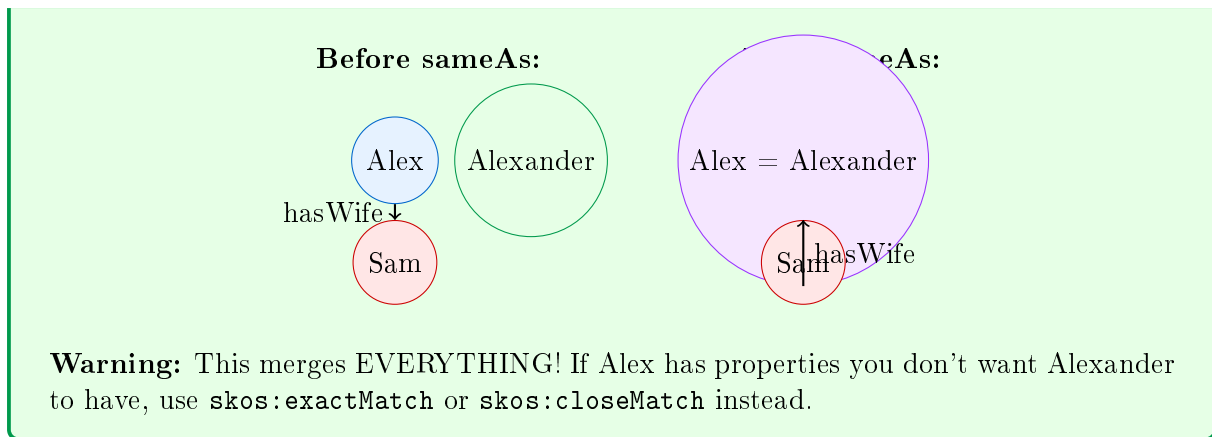 Before sameAs:
eAs:
Alex
Alexander
Alex = Alexander
hasWife
hasWife
Sam
Sam
Warning: This merges EVERYTHING! If Alex has properties you don't want Alexander
to have, use skos:exactMatch or skos:closeMatch instead.